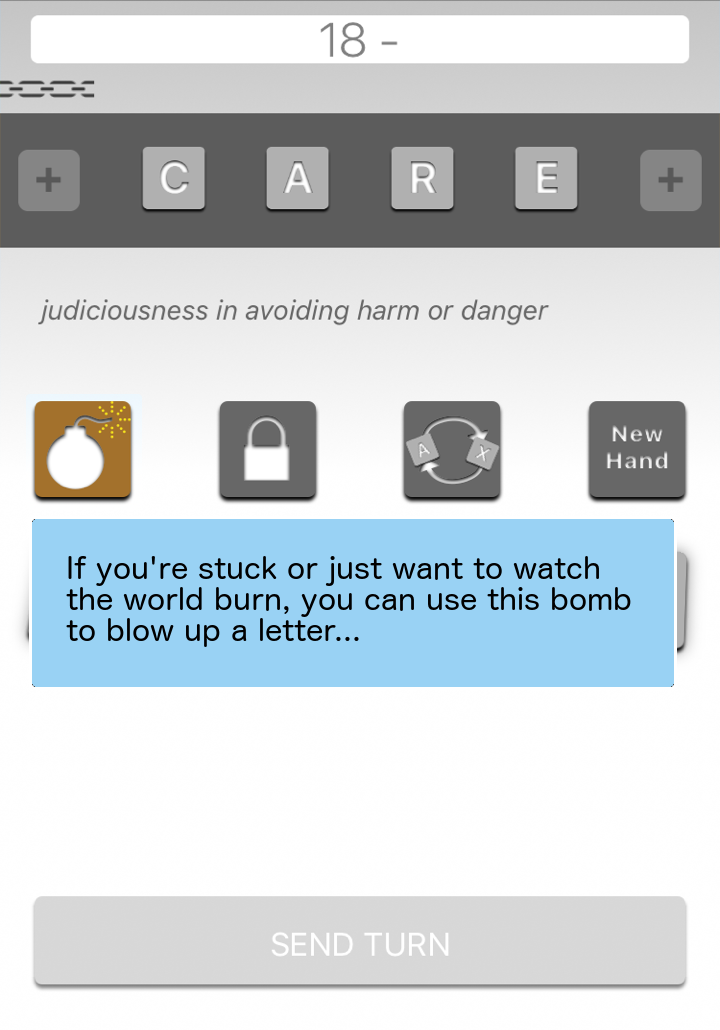 18 -
+ C A R E +
judiciousness in avoiding harm or danger
A X
New
Hand
If you're stuck or just want to watch
the world burn, you can use this bomb
to blow up a letter...
SEND TURN